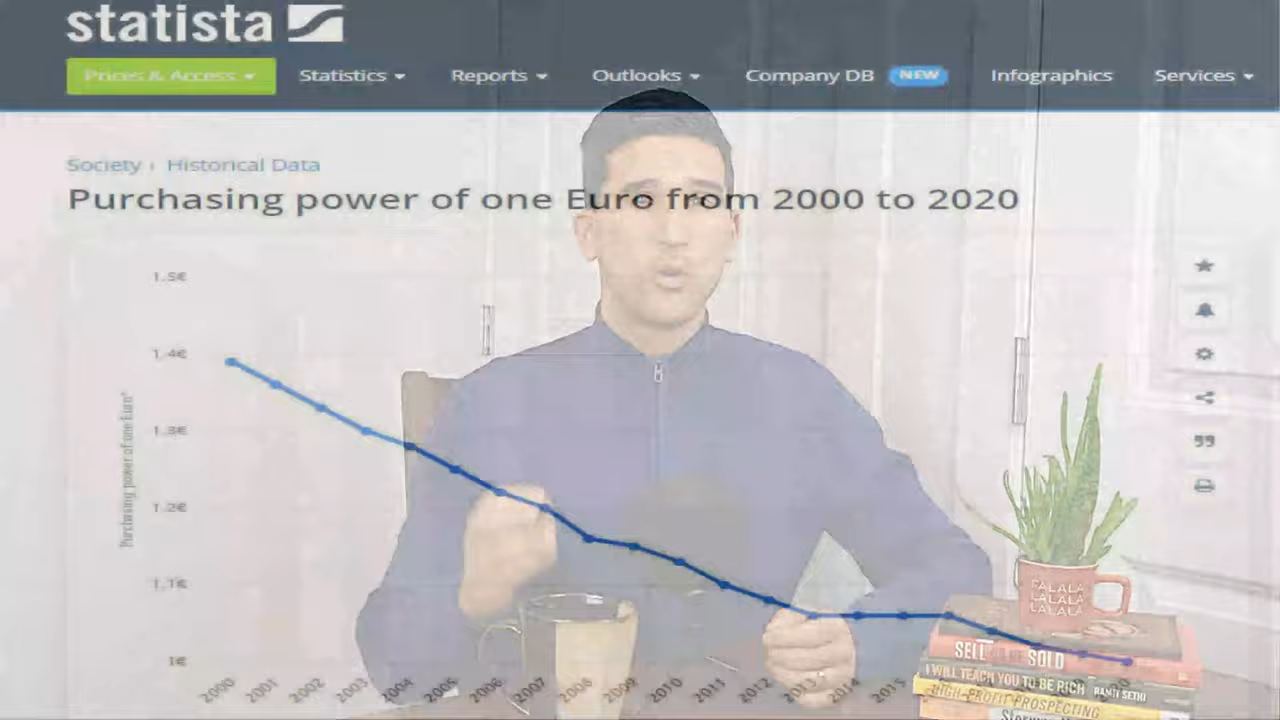 statista
Prices & Access Statistics Reports Outlooks Company DB NEW Infographics Services
Society › Historical Data
Purchasing power of one Euro from 2000 to 2020
1.5€
1.4€
1.3€
1.2€
1.1€
1€
Purchasing power of one Euro*
2000 2001 2002 2003 2004 2005 2006 2007 2008 2009 2010 2011 2012 2013 2014 2015
FALALA
LALALA
LALALA
SELL OR BE SOLD
I WILL TEACH YOU TO BE RICH RAMIT SETHI
HIGH-PROFIT PROSPECTING